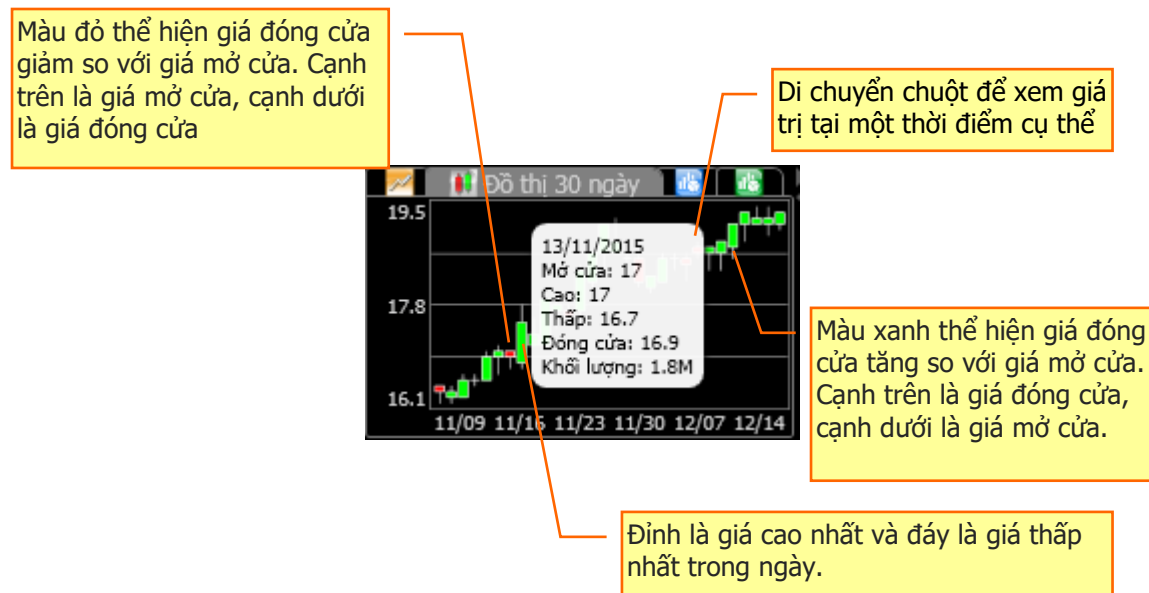 Màu đỏ thể hiện giá đóng cửa
giảm so với giá mở cửa. Cạnh
trên là giá mở cửa, cạnh dưới
là giá đóng cửa
Di chuyển chuột để xem giá
trị tại một thời điểm cụ thể
Đồ thị 30 ngày
19.5
17.8
16.1
13/11/2015
Mở cửa: 17
Cao: 17
Thấp: 16.7
Đóng cửa: 16.9
Khối lượng: 1.8M
11/09 11/16 11/23 11/30 12/07 12/14
Màu xanh thể hiện giá đóng
cửa tăng so với giá mở cửa.
Cạnh trên là giá đóng cửa,
cạnh dưới là giá mở cửa.
Đỉnh là giá cao nhất và đáy là giá thấp
nhất trong ngày.